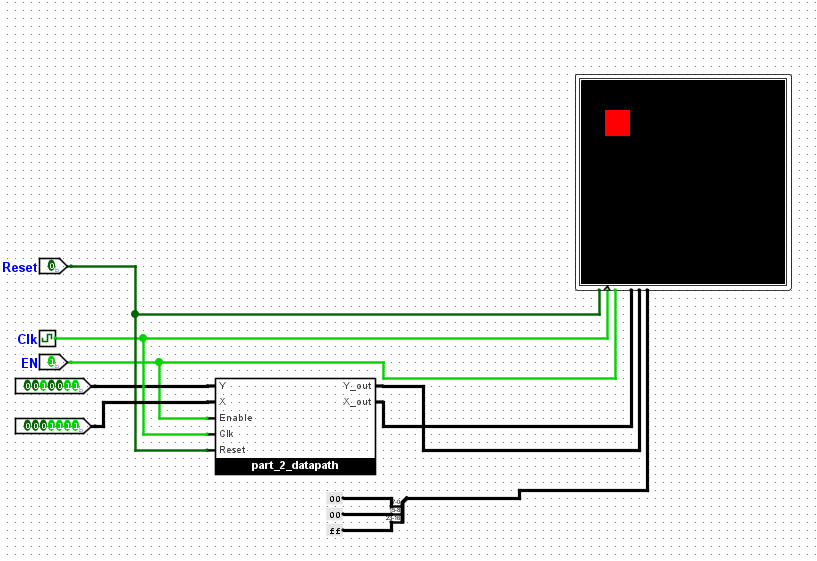 Reset
Clk
EN
Y Y_out
X X_out
Enable
Clk
Reset
part_2_datapath
00
00
ff